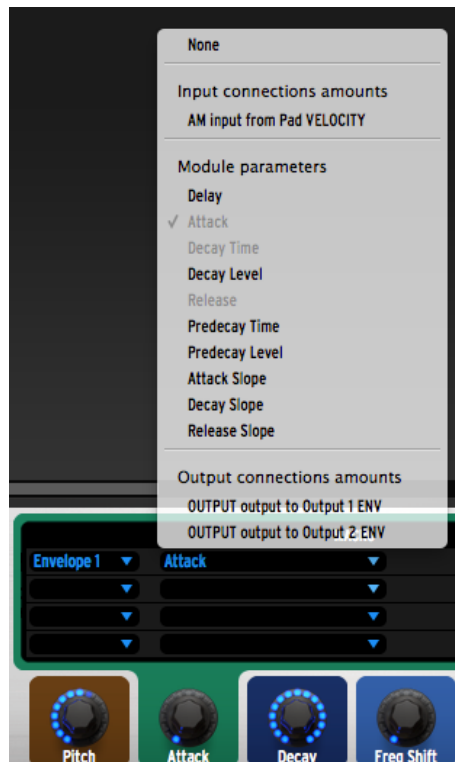 None
Input connections amounts
AM input from Pad VELOCITY
Module parameters
Delay
✓ Attack
Decay Time
Decay Level
Release
Predecay Time
Predecay Level
Attack Slope
Decay Slope
Release Slope
Output connections amounts
OUTPUT output to Output 1 ENV
OUTPUT output to Output 2 ENV
Envelope 1 Attack
Pitch Attack Decay Freq Shift